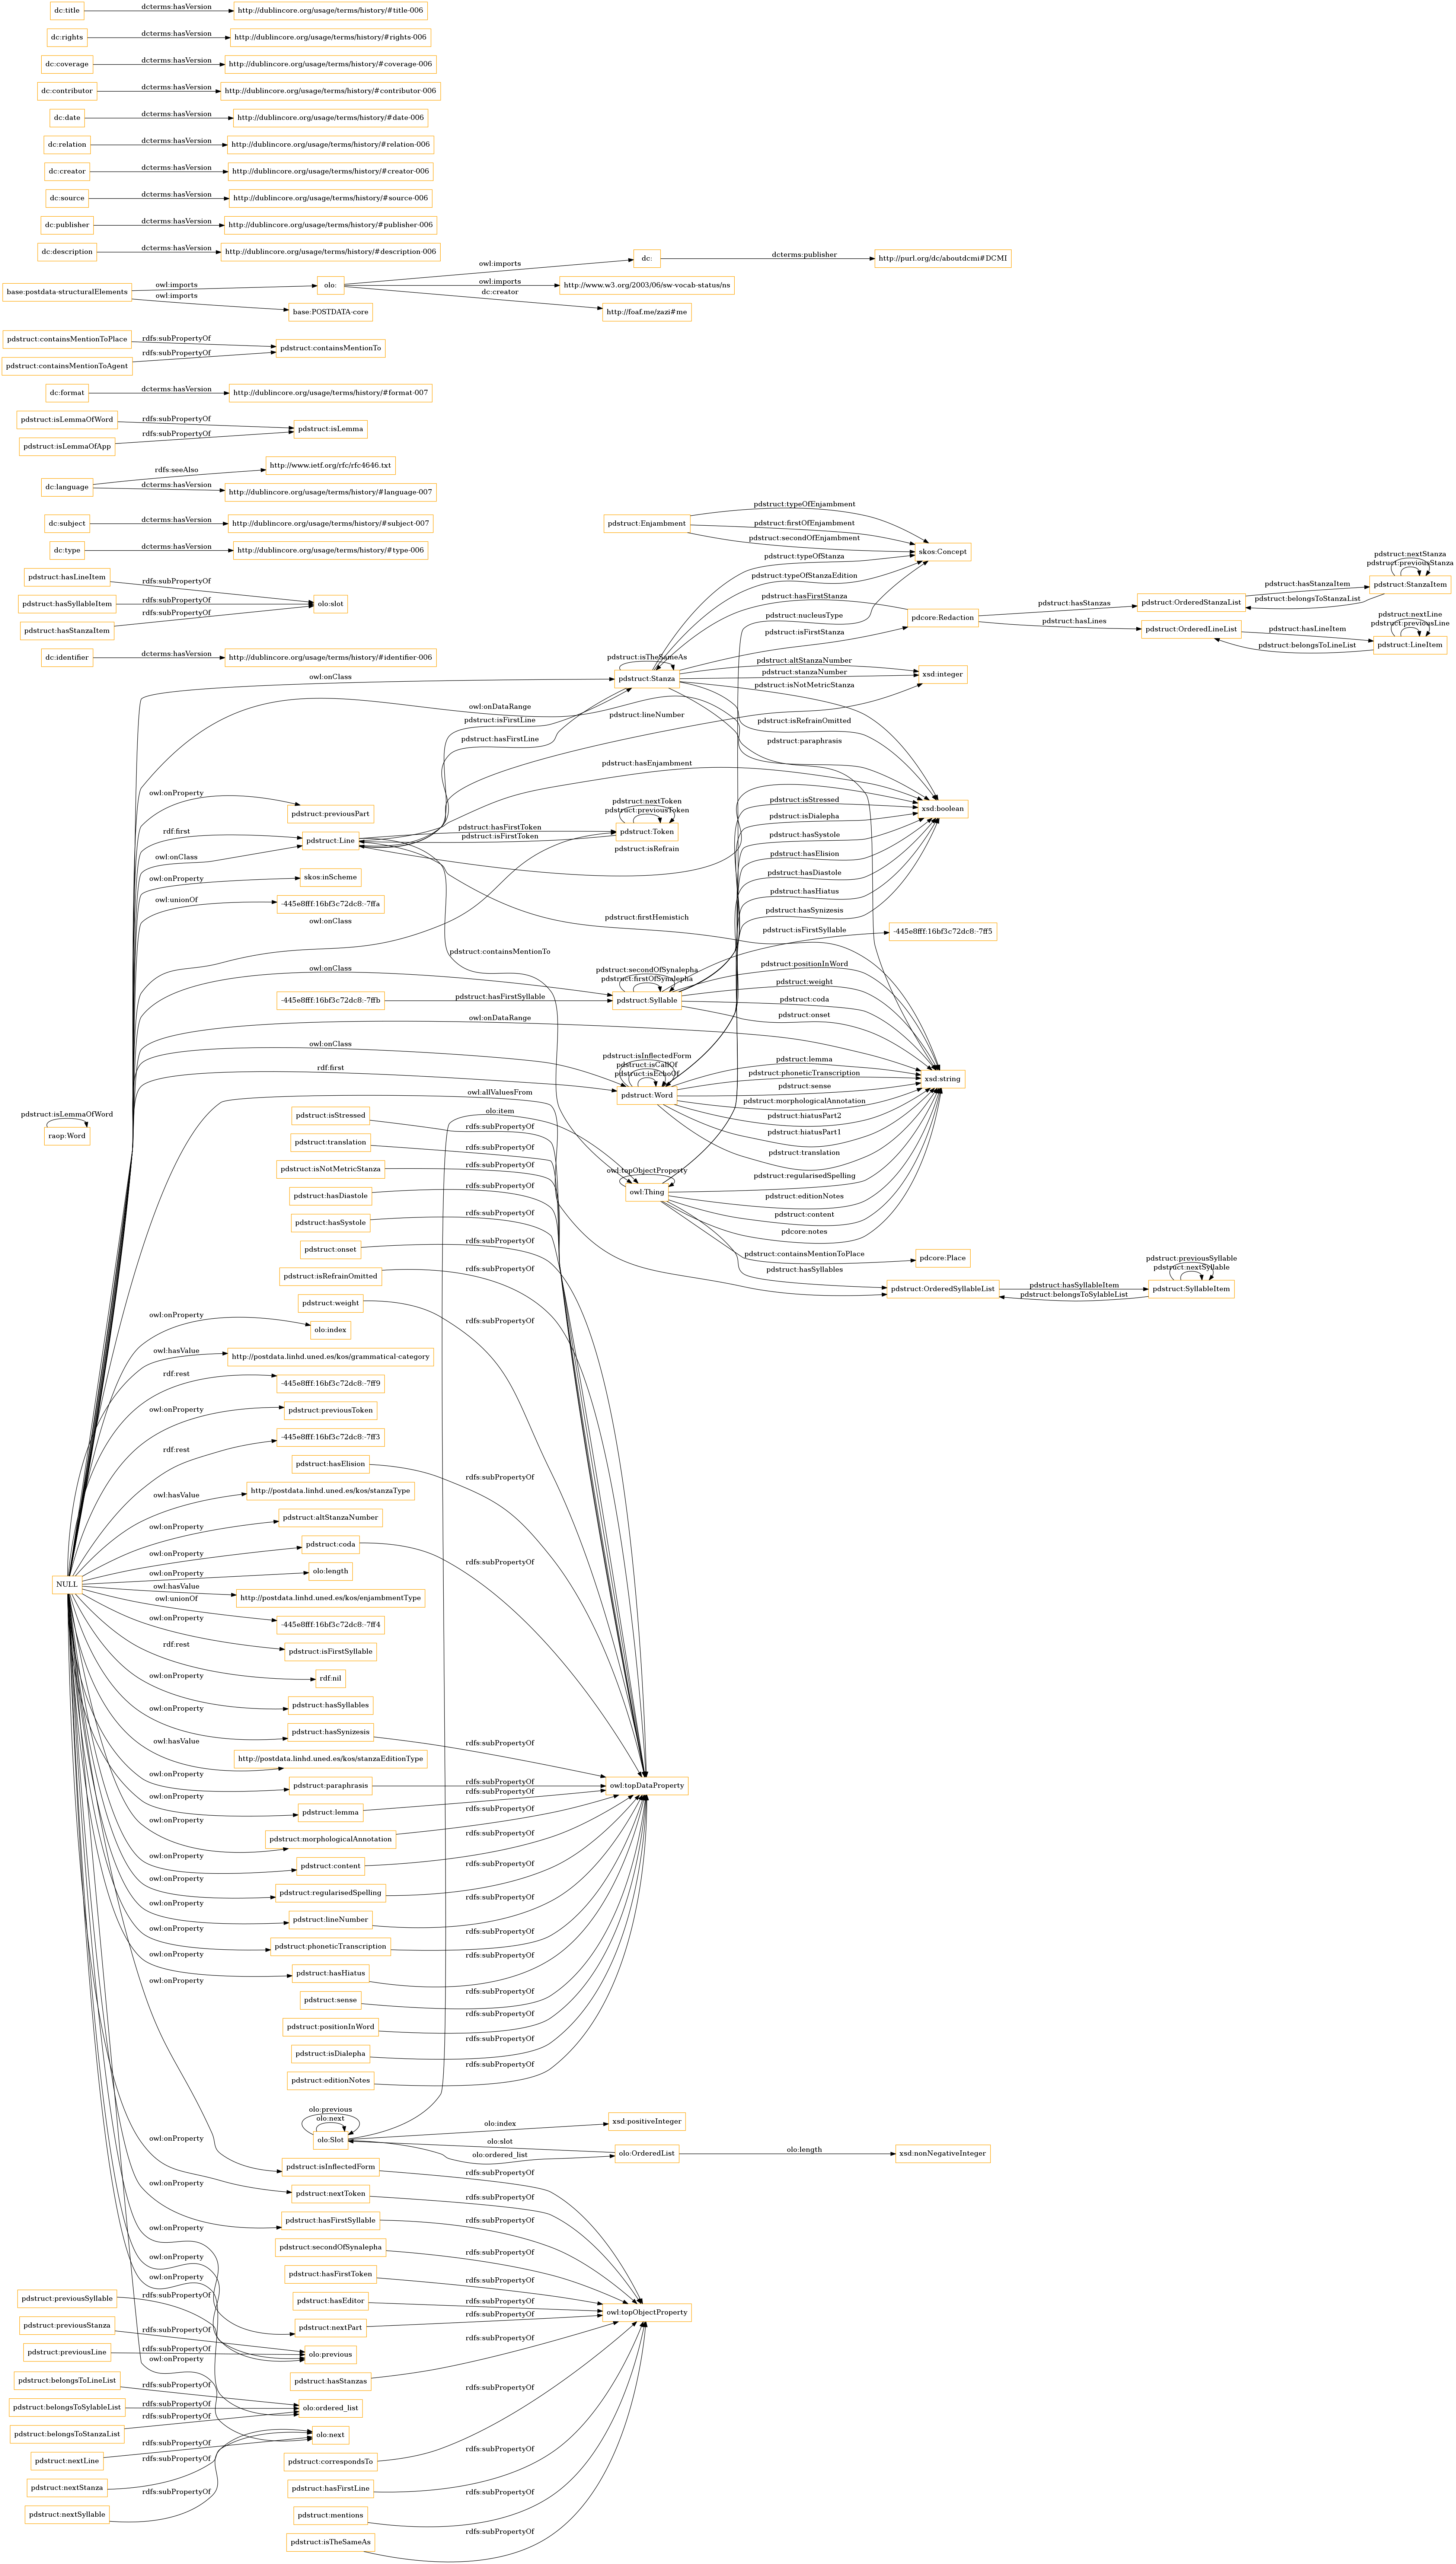 dc:title
dcterms:hasVersion
http://dublincore.org/usage/terms/history/#title-006
dc:rights
dcterms:hasVersion
http://dublincore.org/usage/terms/history/#rights-006
dc:coverage
dcterms:hasVersion
http://dublincore.org/usage/terms/history/#coverage-006
dc:contributor
dcterms:hasVersion
http://dublincore.org/usage/terms/history/#contributor-006
dc:date
dcterms:hasVersion
http://dublincore.org/usage/terms/history/#date-006
dc:relation
dcterms:hasVersion
http://dublincore.org/usage/terms/history/#relation-006
dc:creator
dcterms:hasVersion
http://dublincore.org/usage/terms/history/#creator-006
dc:source
dcterms:hasVersion
http://dublincore.org/usage/terms/history/#source-006
dc:publisher
dcterms:hasVersion
http://dublincore.org/usage/terms/history/#publisher-006
dc:description
dcterms:hasVersion
http://dublincore.org/usage/terms/history/#description-006
base:postdata-structuralElements
owl:imports
owl:imports
olo:
base:POSTDATA-core
owl:imports
owl:imports
dc:creator
dc:
dcterms:publisher
http://purl.org/dc/aboutdcmi#DCMI
http://www.w3.org/2003/06/sw-vocab-status/ns
http://foaf.me/zazi#me
pdstruct:containsMentionToPlace
rdfs:subPropertyOf
pdstruct:containsMentionTo
pdstruct:containsMentionToAgent
rdfs:subPropertyOf
dc:format
dcterms:hasVersion
http://dublincore.org/usage/terms/history/#format-007
pdstruct:isLemmaOfWord
rdfs:subPropertyOf
pdstruct:isLemma
pdstruct:isLemmaOfApp
rdfs:subPropertyOf
dc:language
rdfs:seeAlso
http://www.ietf.org/rfc/rfc4646.txt
dcterms:hasVersion
http://dublincore.org/usage/terms/history/#language-007
dc:subject
dcterms:hasVersion
http://dublincore.org/usage/terms/history/#subject-007
dc:type
dcterms:hasVersion
http://dublincore.org/usage/terms/history/#type-006
pdstruct:hasLineItem
rdfs:subPropertyOf
pdstruct:hasSyllableItem
rdfs:subPropertyOf
olo:slot
pdstruct:hasStanzaItem
rdfs:subPropertyOf
dc:identifier
dcterms:hasVersion
http://dublincore.org/usage/terms/history/#identifier-006
pdstruct:Enjambment
pdstruct:typeOfEnjambment
pdstruct:firstOfEnjambment
pdstruct:secondOfEnjambment
skos:Concept
pdstruct:typeOfStanza
pdstruct:typeOfStanzaEdition
pdstruct:hasFirstStanza
pdstruct:nucleusType
pdstruct:isFirstStanza
pdcore:Redaction
pdstruct:hasStanzas
pdstruct:hasLines
pdstruct:OrderedStanzaList
pdstruct:OrderedLineList
pdstruct:hasStanzaItem
pdstruct:belongsToStanzaList
pdstruct:hasLineItem
pdstruct:belongsToLineList
pdstruct:nextStanza
pdstruct:previousStanza
pdstruct:StanzaItem
pdstruct:nextLine
pdstruct:previousLine
pdstruct:LineItem
pdstruct:isTheSameAs
pdstruct:Stanza
pdstruct:altStanzaNumber
pdstruct:stanzaNumber
xsd:integer
pdstruct:isNotMetricStanza
pdstruct:isRefrainOmitted
pdstruct:paraphrasis
owl:onClass
owl:onDataRange
pdstruct:isFirstLine
pdstruct:lineNumber
pdstruct:hasFirstLine
pdstruct:hasEnjambment
owl:onProperty
pdstruct:previousPart
rdf:first
pdstruct:Line
owl:onClass
pdstruct:hasFirstToken
pdstruct:isFirstToken
pdstruct:nextToken
pdstruct:previousToken
pdstruct:Token
pdstruct:isRefrain
pdstruct:isStressed
pdstruct:isDialepha
pdstruct:hasSystole
pdstruct:hasElision
pdstruct:hasDiastole
pdstruct:hasHiatus
pdstruct:hasSynizesis
xsd:boolean
owl:onProperty
skos:inScheme
owl:unionOf
-445e8fff:16bf3c72dc8:-7ffa
owl:onClass
pdstruct:firstHemistich
pdstruct:containsMentionTo
pdstruct:isFirstSyllable
-445e8fff:16bf3c72dc8:-7ff5
owl:onClass
-445e8fff:16bf3c72dc8:-7ffb
pdstruct:hasFirstSyllable
pdstruct:secondOfSynalepha
pdstruct:firstOfSynalepha
pdstruct:Syllable
pdstruct:positionInWord
pdstruct:weight
pdstruct:coda
pdstruct:onset
owl:onDataRange
owl:onClass
rdf:first
pdstruct:isInflectedForm
pdstruct:isCallOf
pdstruct:isEchoOf
pdstruct:Word
pdstruct:lemma
pdstruct:phoneticTranscription
pdstruct:sense
pdstruct:morphologicalAnnotation
pdstruct:hiatusPart2
pdstruct:hiatusPart1
pdstruct:translation
xsd:string
owl:allValuesFrom
olo:item
pdstruct:isLemmaOfWord
raop:Word
owl:topObjectProperty
owl:Thing
pdstruct:regularisedSpelling
pdstruct:editionNotes
pdstruct:content
pdcore:notes
pdstruct:containsMentionToPlace
pdcore:Place
pdstruct:hasSyllables
pdstruct:OrderedSyllableList
pdstruct:hasSyllableItem
pdstruct:belongsToSylableList
pdstruct:previousSyllable
pdstruct:nextSyllable
pdstruct:SyllableItem
pdstruct:isStressed
rdfs:subPropertyOf
pdstruct:translation
rdfs:subPropertyOf
pdstruct:isNotMetricStanza
rdfs:subPropertyOf
pdstruct:hasDiastole
rdfs:subPropertyOf
pdstruct:hasSystole
rdfs:subPropertyOf
pdstruct:onset
rdfs:subPropertyOf
pdstruct:isRefrainOmitted
rdfs:subPropertyOf
pdstruct:weight
rdfs:subPropertyOf
owl:onProperty
olo:index
owl:hasValue
http://postdata.linhd.uned.es/kos/grammatical-category
rdf:rest
-445e8fff:16bf3c72dc8:-7ff9
owl:onProperty
pdstruct:previousToken
rdf:rest
-445e8fff:16bf3c72dc8:-7ff3
pdstruct:hasElision
rdfs:subPropertyOf
owl:hasValue
http://postdata.linhd.uned.es/kos/stanzaType
owl:onProperty
pdstruct:altStanzaNumber
owl:onProperty
pdstruct:coda
rdfs:subPropertyOf
NULL
owl:onProperty
olo:length
owl:hasValue
http://postdata.linhd.uned.es/kos/enjambmentType
owl:unionOf
-445e8fff:16bf3c72dc8:-7ff4
owl:onProperty
pdstruct:isFirstSyllable
rdf:rest
rdf:nil
owl:onProperty
pdstruct:hasSyllables
owl:onProperty
pdstruct:hasSynizesis
rdfs:subPropertyOf
owl:hasValue
http://postdata.linhd.uned.es/kos/stanzaEditionType
owl:onProperty
pdstruct:paraphrasis
rdfs:subPropertyOf
owl:topDataProperty
owl:onProperty
pdstruct:lemma
rdfs:subPropertyOf
owl:onProperty
pdstruct:morphologicalAnnotation
rdfs:subPropertyOf
owl:onProperty
pdstruct:content
rdfs:subPropertyOf
owl:onProperty
pdstruct:regularisedSpelling
rdfs:subPropertyOf
owl:onProperty
pdstruct:lineNumber
rdfs:subPropertyOf
owl:onProperty
pdstruct:phoneticTranscription
rdfs:subPropertyOf
owl:onProperty
pdstruct:hasHiatus
rdfs:subPropertyOf
owl:onProperty
pdstruct:sense
rdfs:subPropertyOf
pdstruct:positionInWord
rdfs:subPropertyOf
pdstruct:isDialepha
rdfs:subPropertyOf
pdstruct:editionNotes
rdfs:subPropertyOf
olo:previous
olo:next
olo:Slot
olo:index
xsd:positiveInteger
olo:slot
olo:ordered_list
olo:OrderedList
olo:length
xsd:nonNegativeInteger
owl:onProperty
pdstruct:isInflectedForm
rdfs:subPropertyOf
pdstruct:nextToken
rdfs:subPropertyOf
owl:onProperty
pdstruct:hasFirstSyllable
rdfs:subPropertyOf
owl:onProperty
pdstruct:secondOfSynalepha
rdfs:subPropertyOf
owl:onProperty
pdstruct:hasFirstToken
rdfs:subPropertyOf
owl:onProperty
pdstruct:previousSyllable
rdfs:subPropertyOf
pdstruct:hasEditor
rdfs:subPropertyOf
owl:topObjectProperty
pdstruct:previousStanza
rdfs:subPropertyOf
pdstruct:nextPart
rdfs:subPropertyOf
pdstruct:previousLine
rdfs:subPropertyOf
olo:previous
owl:onProperty
pdstruct:hasStanzas
rdfs:subPropertyOf
pdstruct:belongsToLineList
rdfs:subPropertyOf
pdstruct:belongsToSylableList
rdfs:subPropertyOf
olo:ordered_list
pdstruct:belongsToStanzaList
rdfs:subPropertyOf
olo:next
pdstruct:nextLine
rdfs:subPropertyOf
pdstruct:correspondsTo
rdfs:subPropertyOf
pdstruct:nextStanza
rdfs:subPropertyOf
pdstruct:hasFirstLine
rdfs:subPropertyOf
pdstruct:nextSyllable
rdfs:subPropertyOf
pdstruct:mentions
rdfs:subPropertyOf
pdstruct:isTheSameAs
rdfs:subPropertyOf